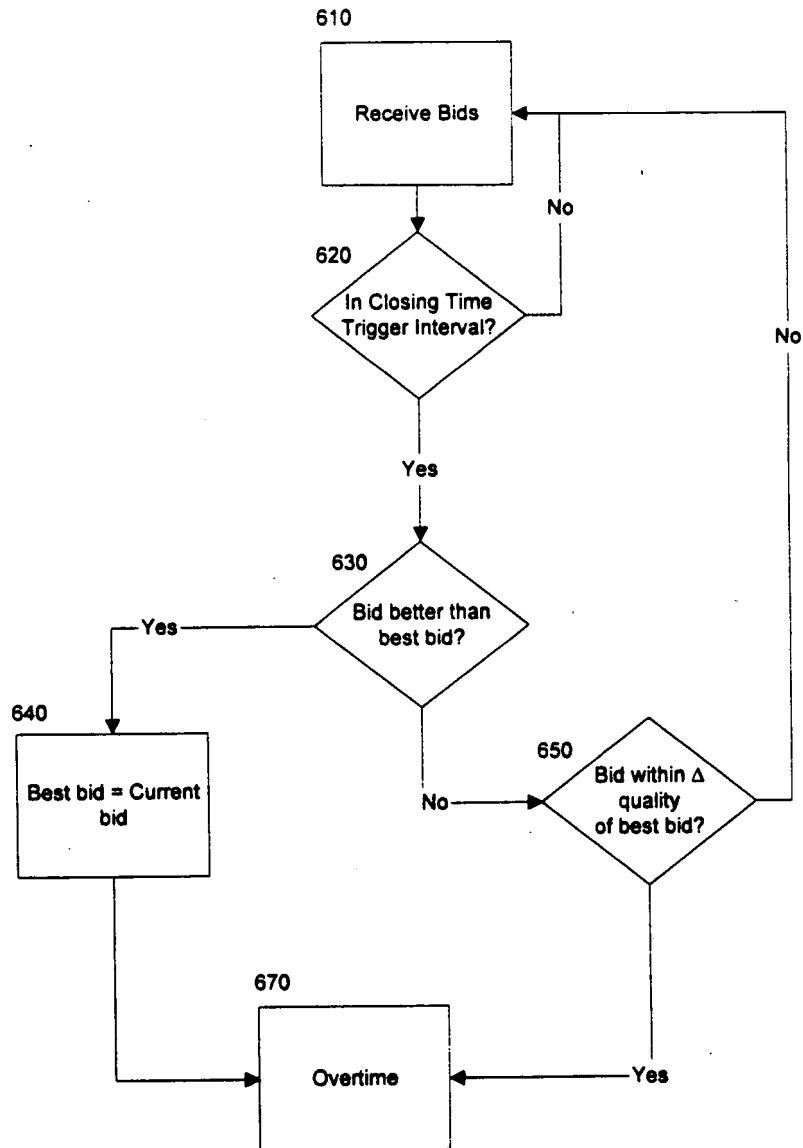 610
Receive Bids
No
620
In Closing Time
Trigger Interval?
No
Yes
630
Bid better than
best bid?
Yes
640
Best bid = Current
bid
No
650
Bid within Δ
quality
of best bid?
670
Overtime
Yes